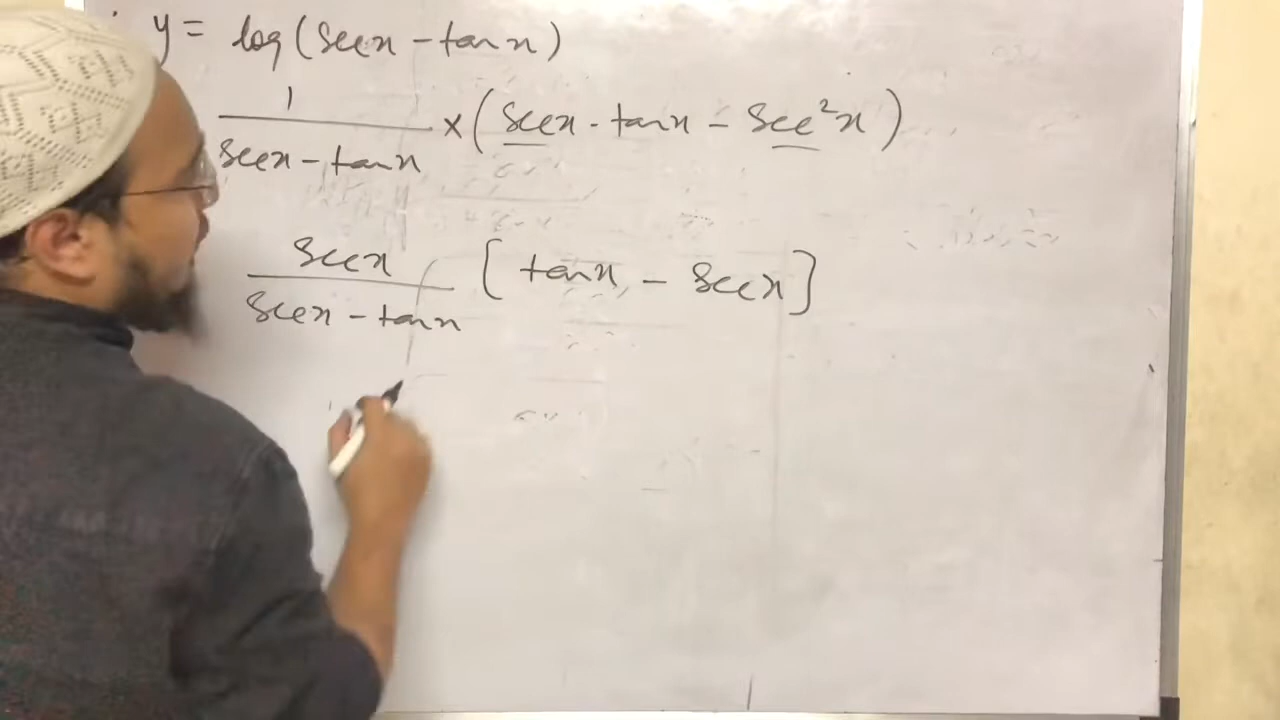 y = log(secx - tanx)
1
secx - tanx
× (secx · tanx - sec²x)
secx
secx - tanx
[tanx - secx]